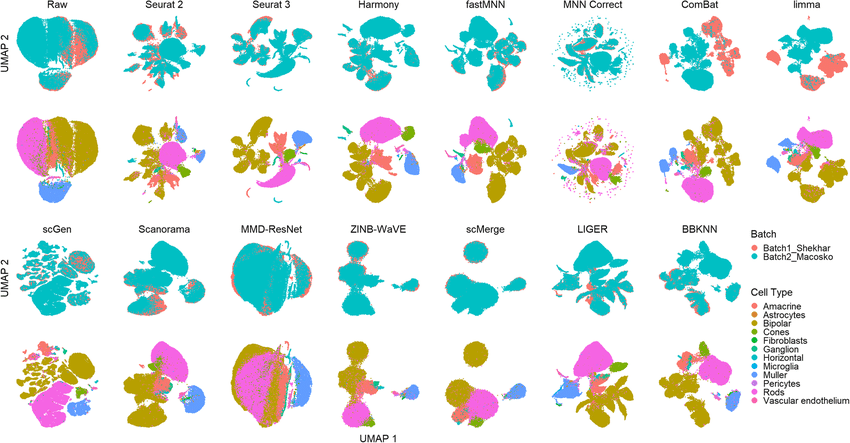 Raw Seurat 2 Seurat 3 Harmony fastMNN MNN Correct ComBat limma
UMAP 2
scGen Scanorama MMD-ResNet ZINB-WaVE scMerge LIGER BBKNN
UMAP 2
Batch
Batch1_Shekhar
Batch2_Macosko
Cell Type
Amacrine
Astrocytes
Bipolar
Cones
Fibroblasts
Ganglion
Horizontal
Microglia
Muller
Pericytes
Rods
Vascular endothelium
UMAP 1